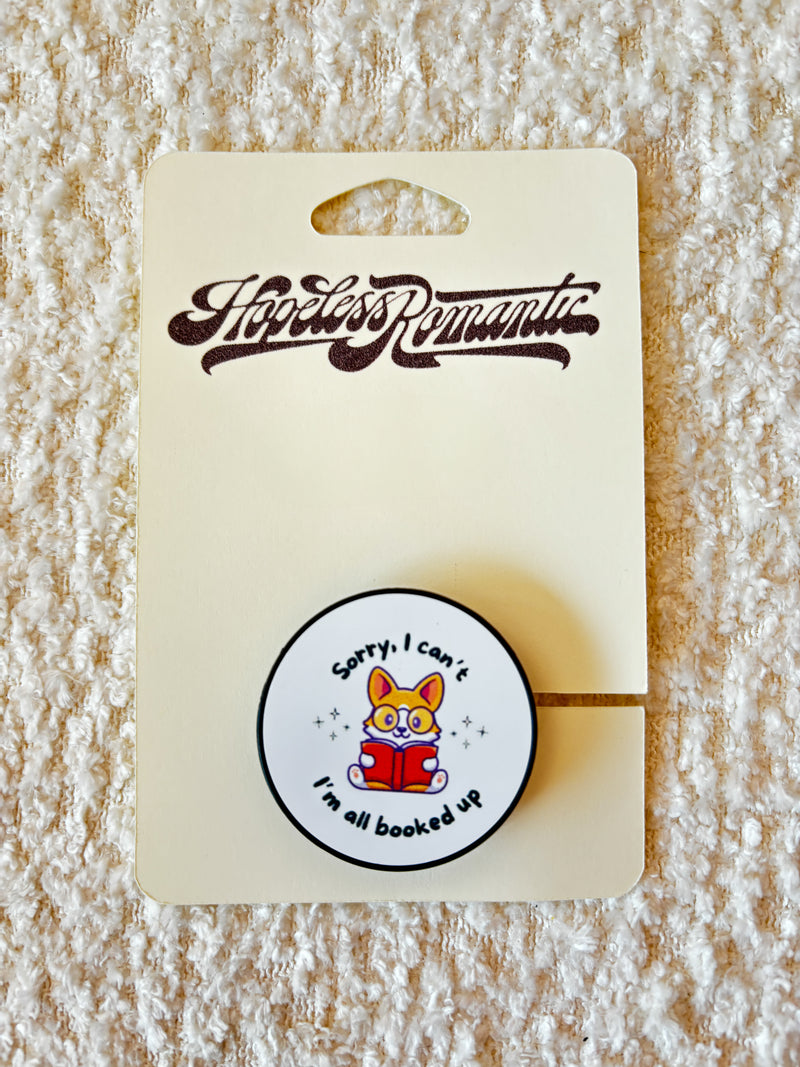 Hopeless Romantic
Sorry, I can't
I'm all booked up